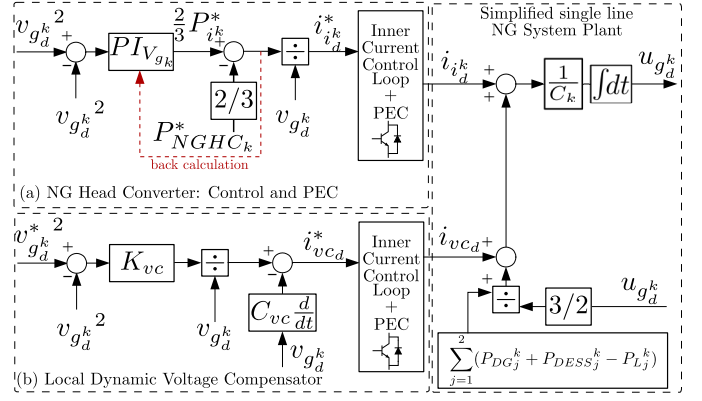 Simplified single line
NG System Plant
v*_{g_d^k}^2
+
−
PI_{V_{g_k}}
2/3 P*_{ik}
−
÷
i*_{i_d^k}
v_{g_d^k}^2
2/3
P*_{NGHC_k}
v_{g_d^k}
back calculation
Inner
Current
Control
Loop
+
PEC
i_{i_d^k}
+
+
1/C_k
∫dt
u_{g_d^k}
(a) NG Head Converter: Control and PEC
v*_{g_d^k}^2
+
−
K_{vc}
÷
+
−
i*_{vc_d}
v_{g_d^k}^2
v_{g_d^k}
C_{vc} d/dt
v_{g_d^k}
Inner
Current
Control
Loop
+
PEC
i_{vc_d}
+
+
÷
3/2
u_{g_d^k}
∑_{j=1}^{2}(P_{DG_j}^k + P_{DESS_j}^k − P_{L_j}^k)
(b) Local Dynamic Voltage Compensator